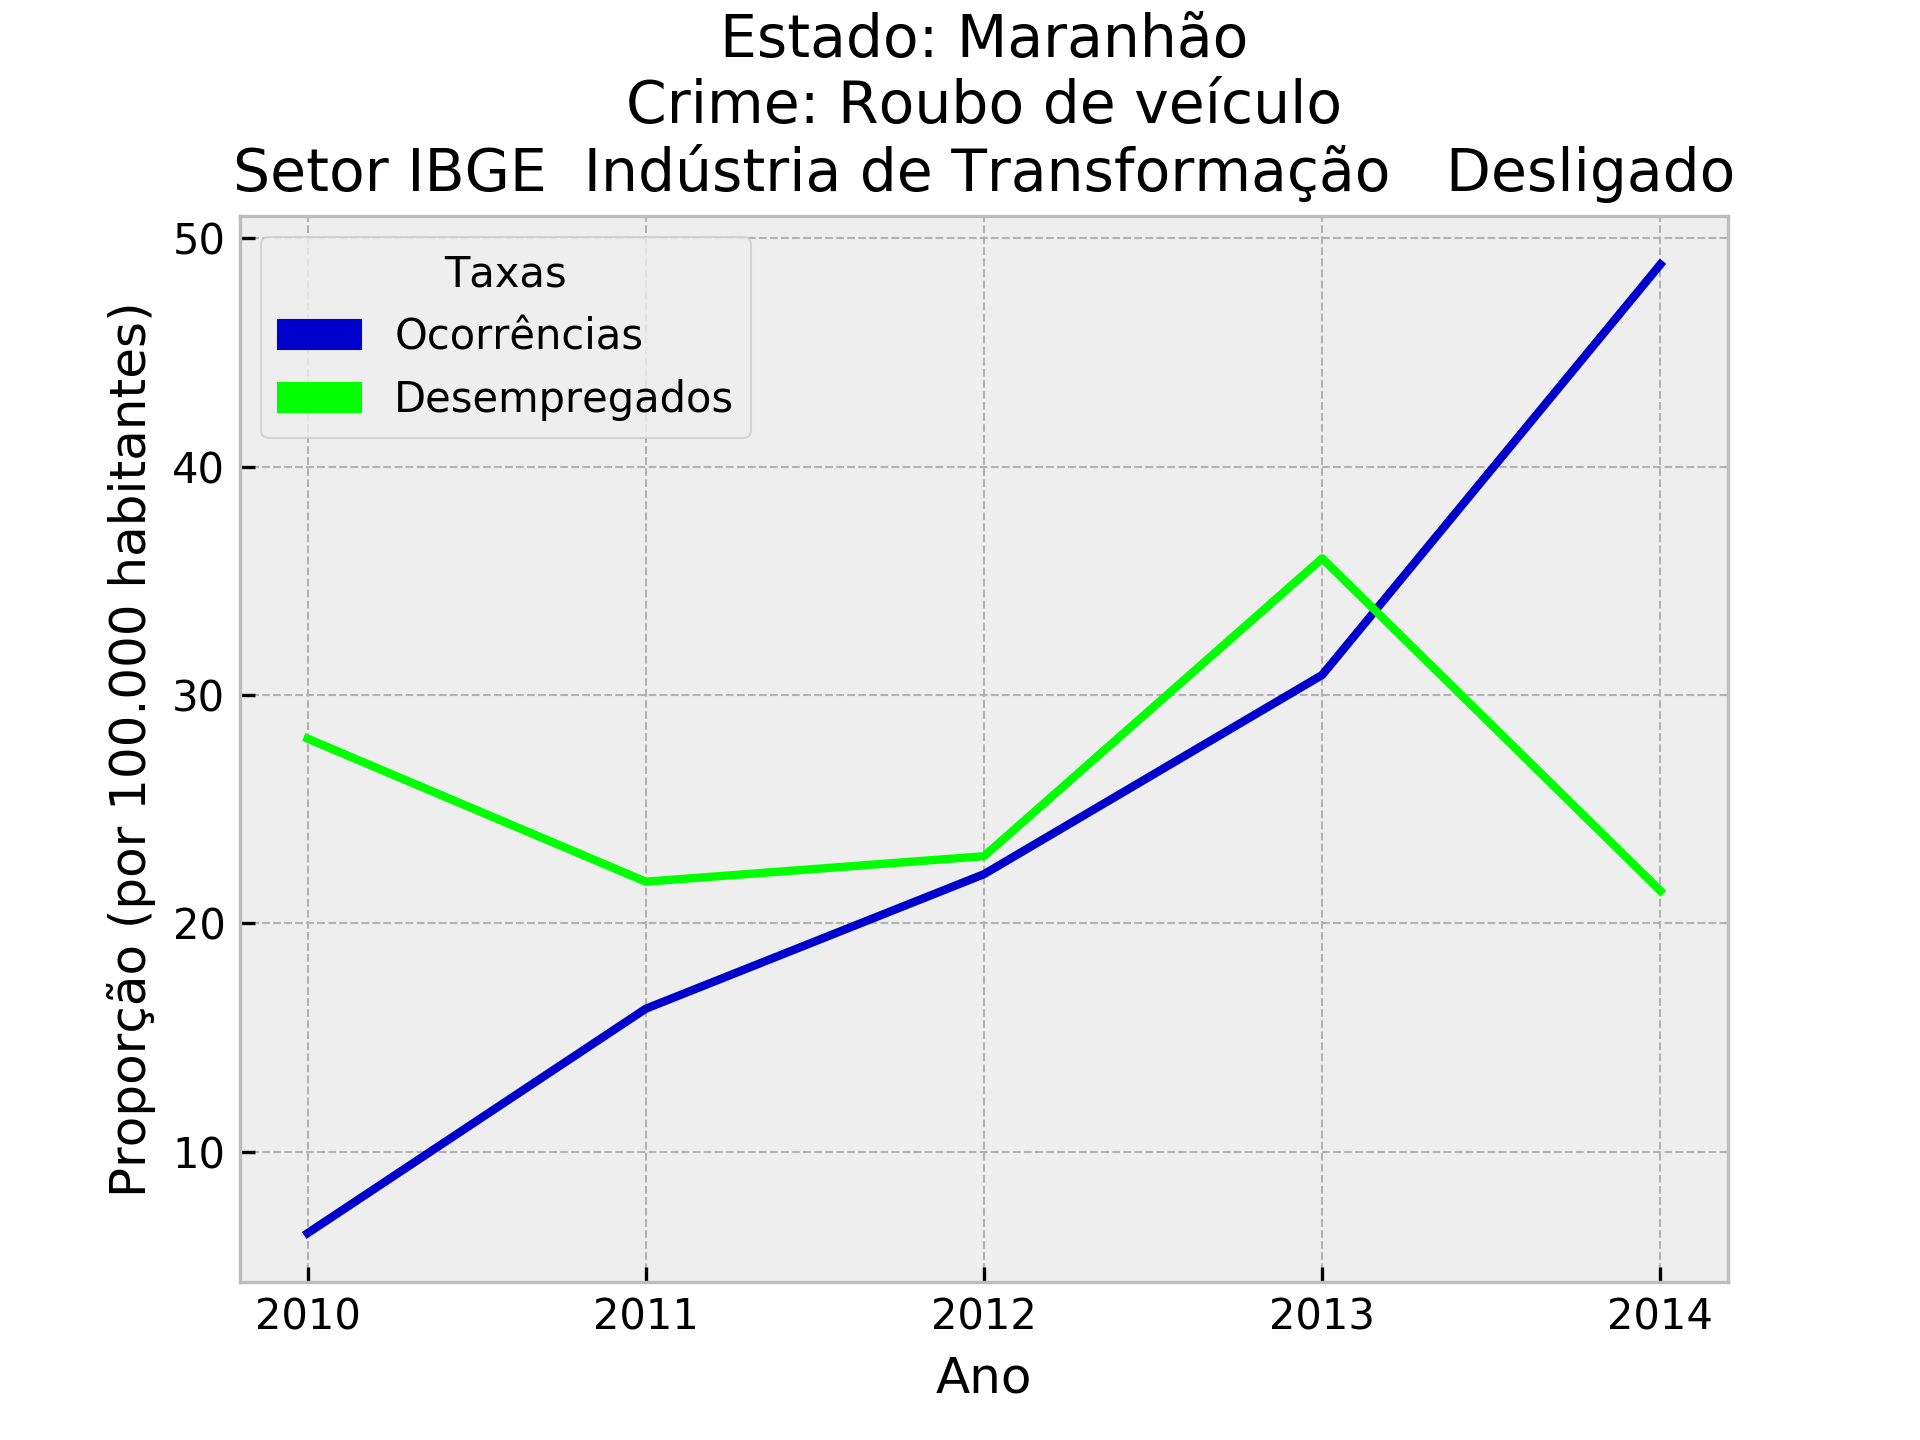 Estado: Maranhão
Crime: Roubo de veículo
Setor IBGE  Indústria de Transformação   Desligado
Proporção (por 100.000 habitantes)
50
40
30
20
10
Taxas
Ocorrências
Desempregados
2010
2011
2012
2013
2014
Ano